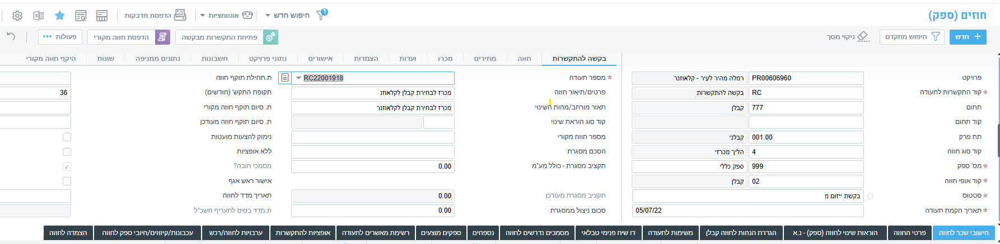 חוזים (ספק)
חיפוש חדש
1
אוטומציות
הדפסת מדבקות
+ חדש
חיפוש מתקדם
ניקוי מסך
פתיחת התקשרות מבקשה
הדפסת חוזה מקורי
פעולות •••
בקשה להתקשרות
חוזה
מחירים
מכרז
ועדות
הצמדות
אישורים
נתוני פרויקט
חשבונות
נתונים ממניפה
שונות
היקף חוזה מקורי
פרויקט PR00606960 רמלה מהיר לעיר - קלאוזנר
* קוד התקשרות לתעודה RC בקשה להתקשרות
תחום 777 קבלן
קוד תחום
תת פרק 001.00 קבלני
קוד סוג חוזה 4 הליך מכרזי
* מס' ספק 999 ספק כללי
* קוד אופי חוזה 02 קבלן
* סטטוס בקשת ייזום מ
* תאריך הקמת תעודה 05/07/22
* מספר תעודה RC22001918
פרטים/תיאור חוזה מכרז לבחירת קבלן לקלאוזנ
תאור מורחב/מהות השינוי מכרז לבחירת קבלן לקלאוזנר
קוד סוג הוראת שינוי
מספר חוזה מקורי
הסכם מסגרת
תקציב מסגרת - כולל מע"מ 0.00
תקציב מסגרת מעודכן 0.00
סכום ניצול ממסגרת 0.00
ת.תחילת תוקף חוזה
תקופת התקש' (חודשים) 36
ת. סיום תוקף חוזה מקורי
ת. סיום תוקף חוזה מעודכן
נימוק להצעות מועטות
ללא אופציות
מסמכי חובה?
אישור ראש אגף
תאריך מדד לחוזה
ת.מדד בסיס לתעריף חשכ"ל
חישובי שכר לחוזה
פרטי החוזה
הוראות שינוי לחוזה (ספק) - נ.א
הגדרת הנחות לחוזה קבלן
משימות לתעודה
דו שיח פנימי טבלאי
מסמכים נדרשים לחוזה
נספחים
ספקים מוצעים
רשימת מאשרים לתעודה
אופציות להתקשרות
ערבויות לחוזה/רכש
עכבונות/קיזוזים/חיובי ספק לחוזה
הצמדה לחוזה